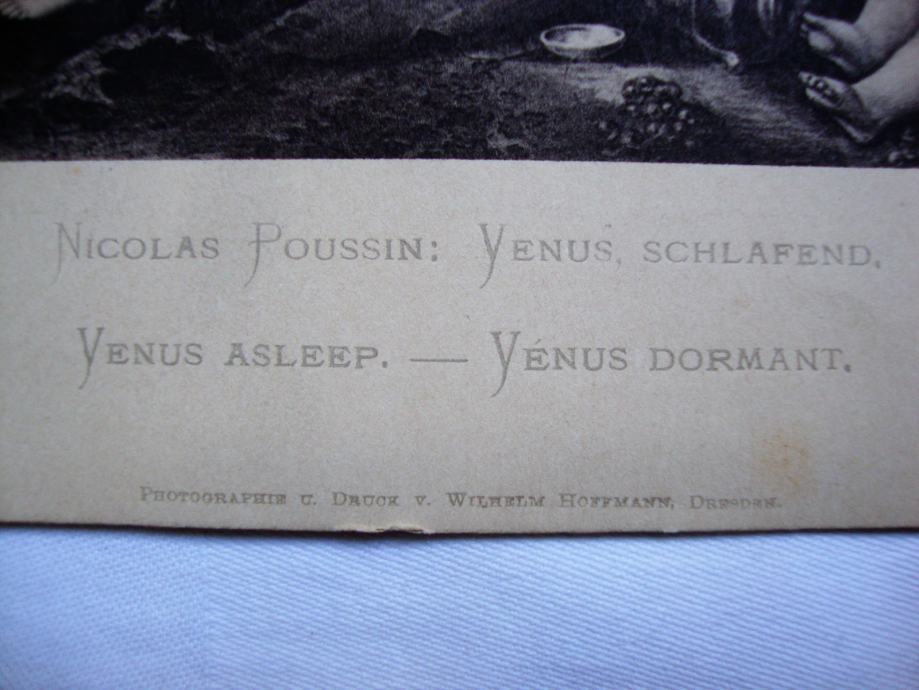 Nicolas Poussin: Venus, schlafend.
Venus asleep. — Vénus dormant.
Photographie u. Druck v. Wilhelm Hoffmann, Dresden.